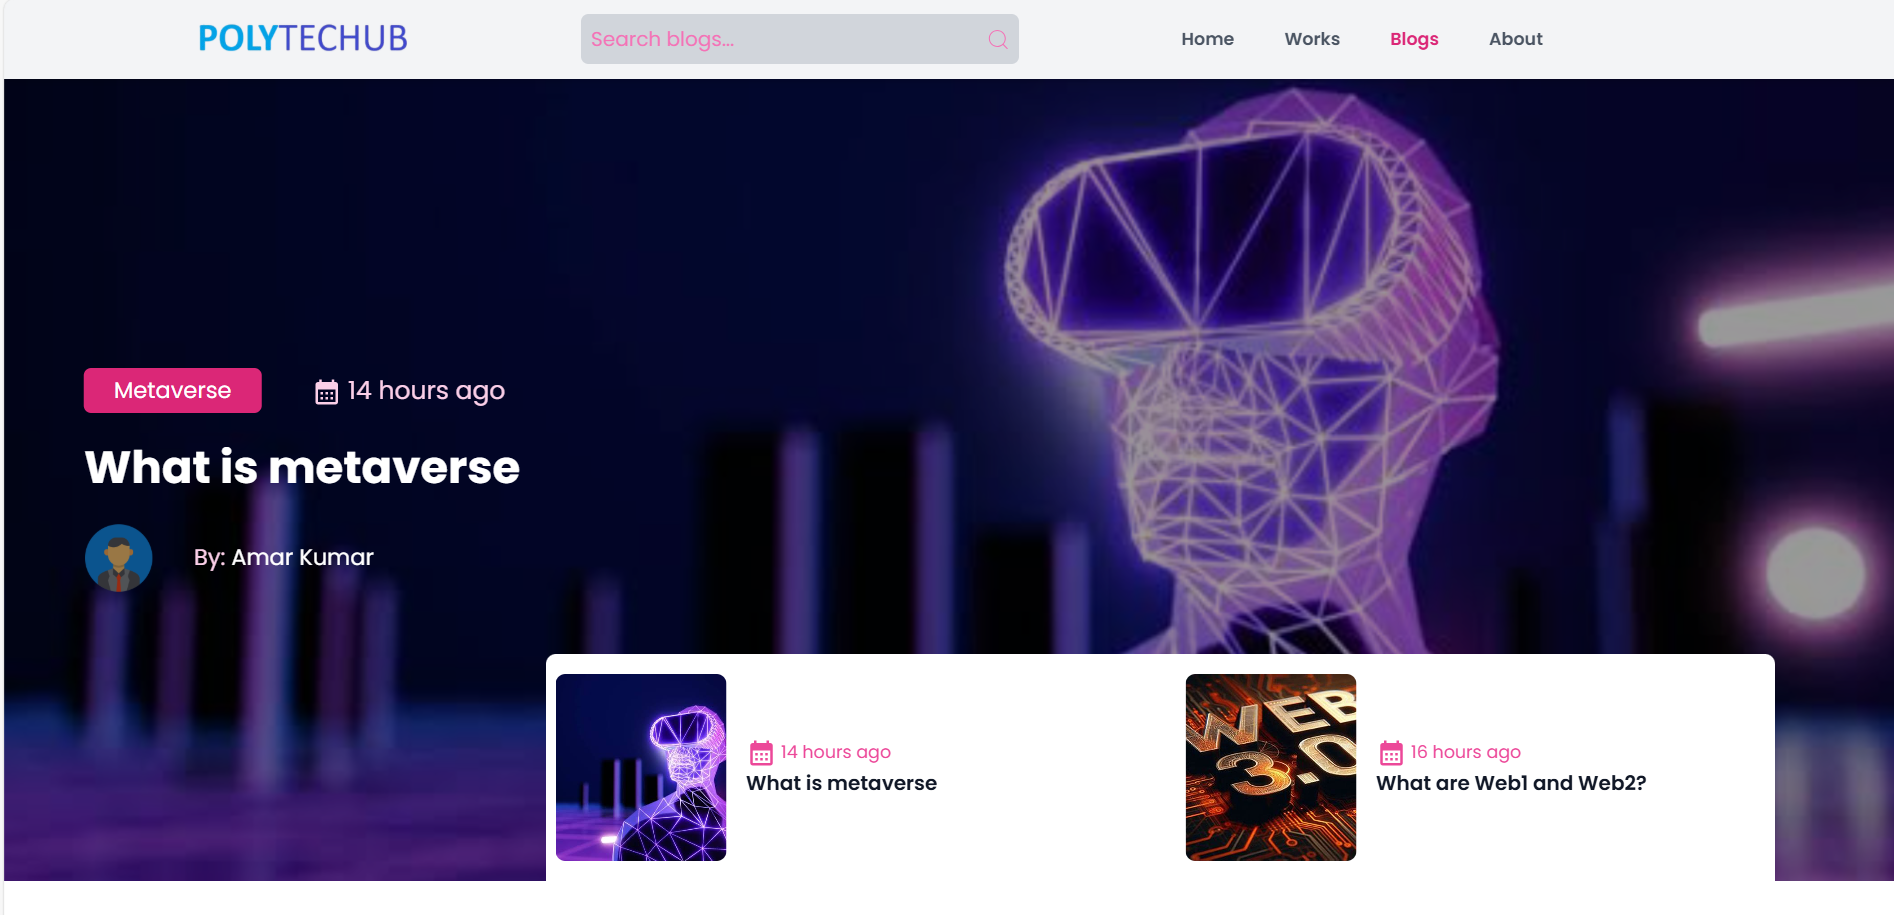 POLYTECHUB
Search blogs...
Home
Works
Blogs
About
Metaverse
14 hours ago
What is metaverse
By: Amar Kumar
14 hours ago
What is metaverse
WEB
3.0
16 hours ago
What are Web1 and Web2?